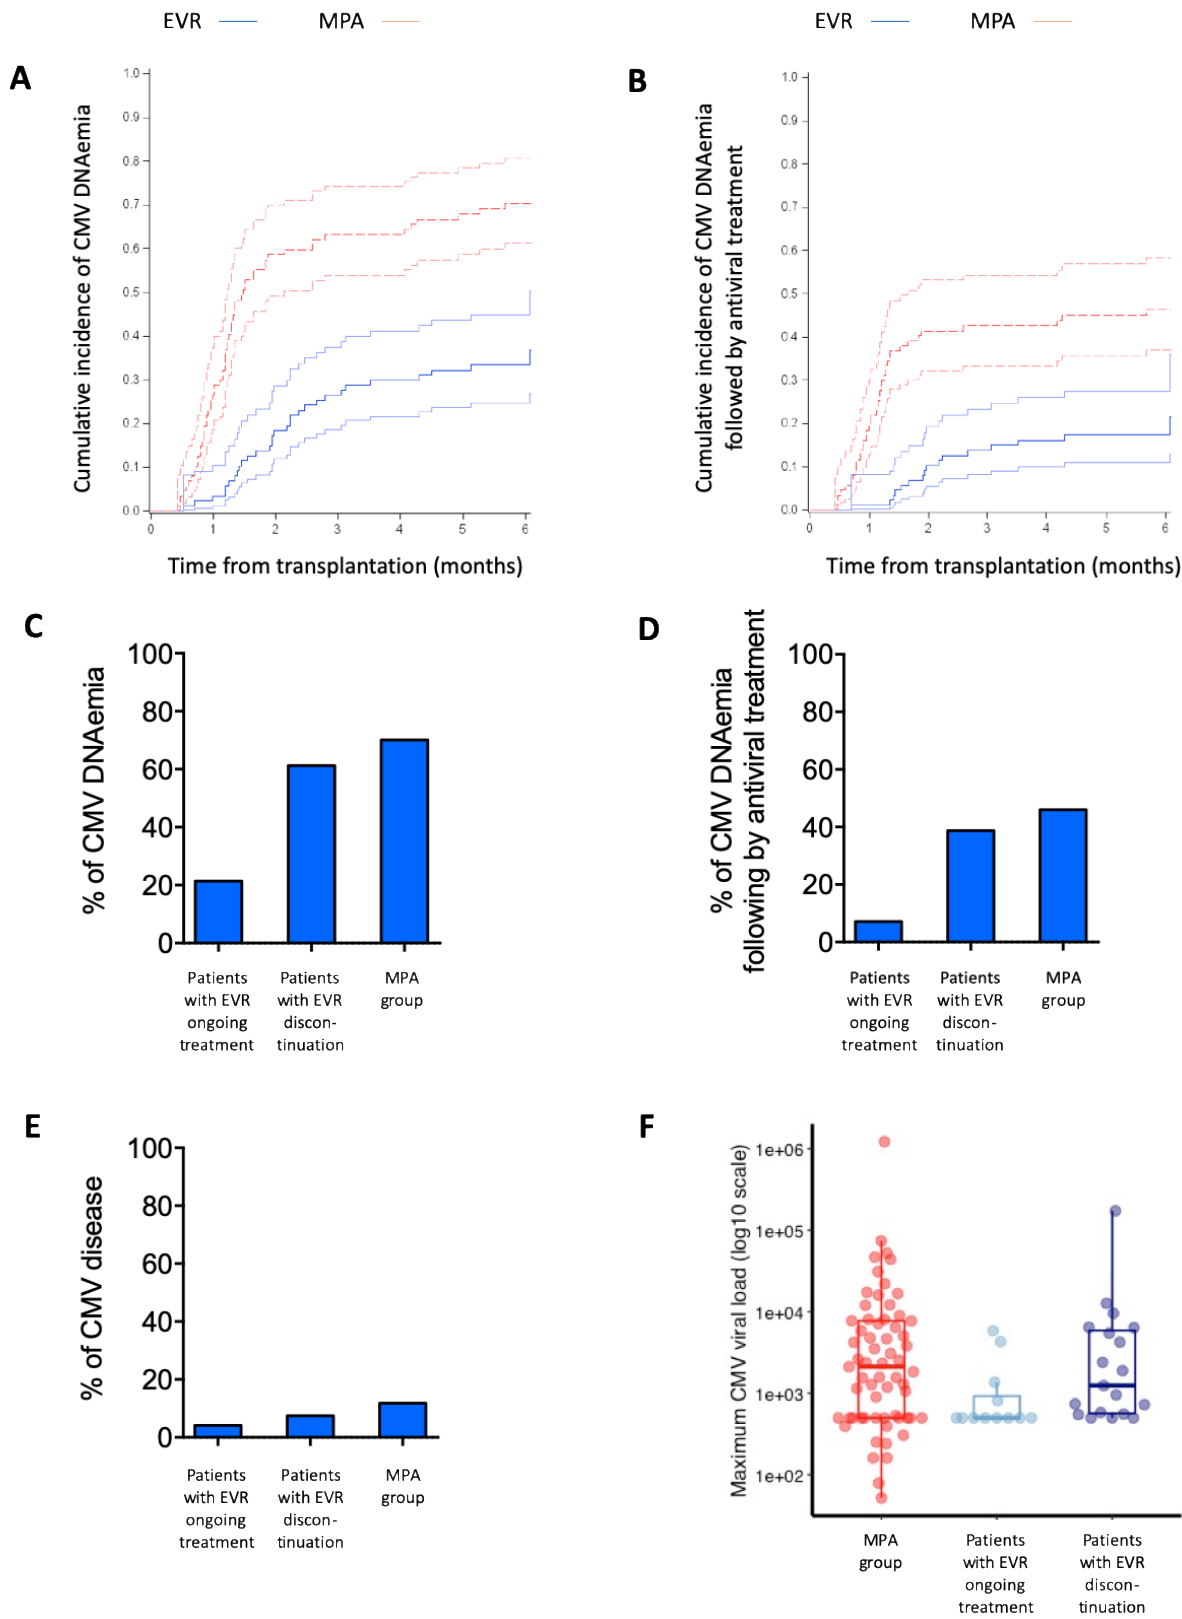 EVR MPA
EVR MPA
A
Cumulative incidence of CMV DNAemia
1.0
0.9
0.8
0.7
0.6
0.5
0.4
0.3
0.2
0.1
0.0
0 1 2 3 4 5 6
Time from transplantation (months)
B
Cumulative incidence of CMV DNAemia
followed by antiviral treatment
1.0
0.9
0.8
0.7
0.6
0.5
0.4
0.3
0.2
0.1
0.0
0 1 2 3 4 5 6
Time from transplantation (months)
C
% of CMV DNAemia
100
80
60
40
20
0
Patients
with EVR
ongoing
treatment
Patients
with EVR
discon-
tinuation
MPA
group
D
% of CMV DNAemia
following by antiviral treatment
100
80
60
40
20
0
Patients
with EVR
ongoing
treatment
Patients
with EVR
discon-
tinuation
MPA
group
E
% of CMV disease
100
80
60
40
20
0
Patients
with EVR
ongoing
treatment
Patients
with EVR
discon-
tinuation
MPA
group
F
Maximum CMV viral load (log10 scale)
1e+06
1e+05
1e+04
1e+03
1e+02
MPA
group
Patients
with EVR
ongoing
treatment
Patients
with EVR
discon-
tinuation